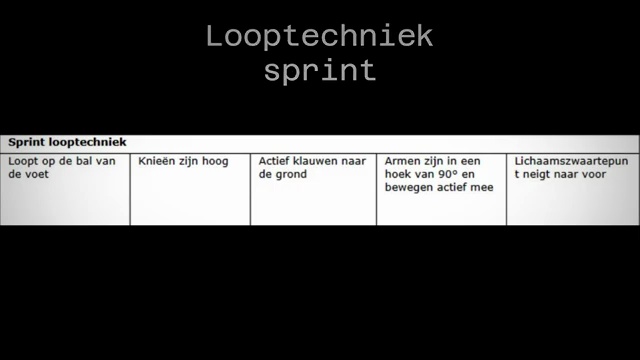 Looptechniek
sprint
Sprint looptechniek
Loopt op de bal van
de voet
Knieën zijn hoog
Actief klauwen naar
de grond
Armen zijn in een
hoek van 90° en
bewegen actief mee
Lichaamszwaartepun
t neigt naar voor